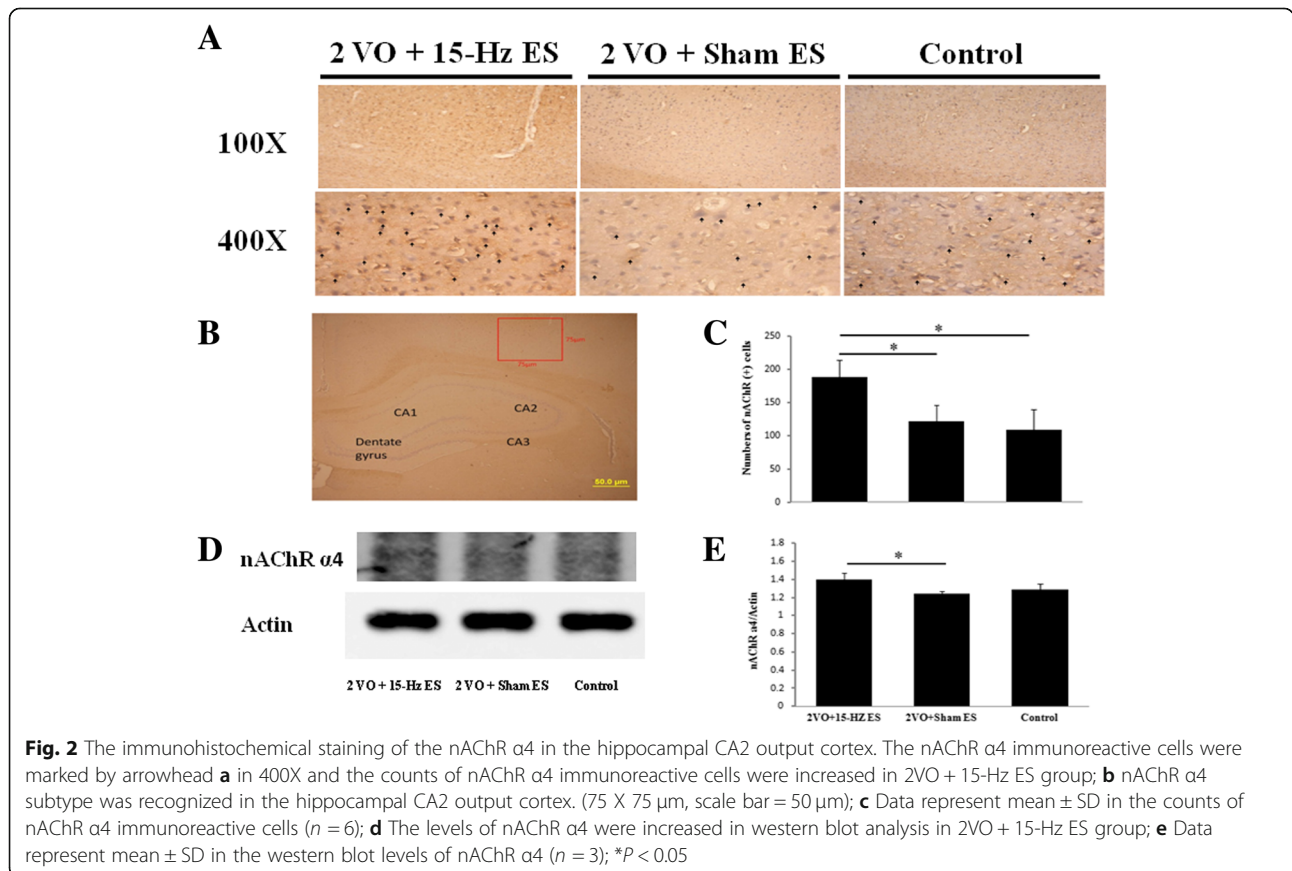 A
2 VO + 15-Hz ES
2 VO + Sham ES
Control
100X
400X
B
75µm
75µm
CA1
CA2
CA3
Dentate
gyrus
50.0 µm
C
Numbers of nAChR (+) cells
250
200
150
100
50
0
*
*
D
nAChR α4
Actin
2 VO + 15-Hz ES
2 VO + Sham ES
Control
E
nAChR a4/Actin
1.8
1.6
1.4
1.2
1
0.8
0.6
0.4
0.2
0
*
2VO+15-HZ ES
2VO+Sham ES
Control
Fig. 2 The immunohistochemical staining of the nAChR α4 in the hippocampal CA2 output cortex. The nAChR α4 immunoreactive cells were
marked by arrowhead a in 400X and the counts of nAChR α4 immunoreactive cells were increased in 2VO + 15-Hz ES group; b nAChR α4
subtype was recognized in the hippocampal CA2 output cortex. (75 X 75 μm, scale bar = 50 μm); c Data represent mean ± SD in the counts of
nAChR α4 immunoreactive cells (n = 6); d The levels of nAChR α4 were increased in western blot analysis in 2VO + 15-Hz ES group; e Data
represent mean ± SD in the western blot levels of nAChR α4 (n = 3); *P < 0.05